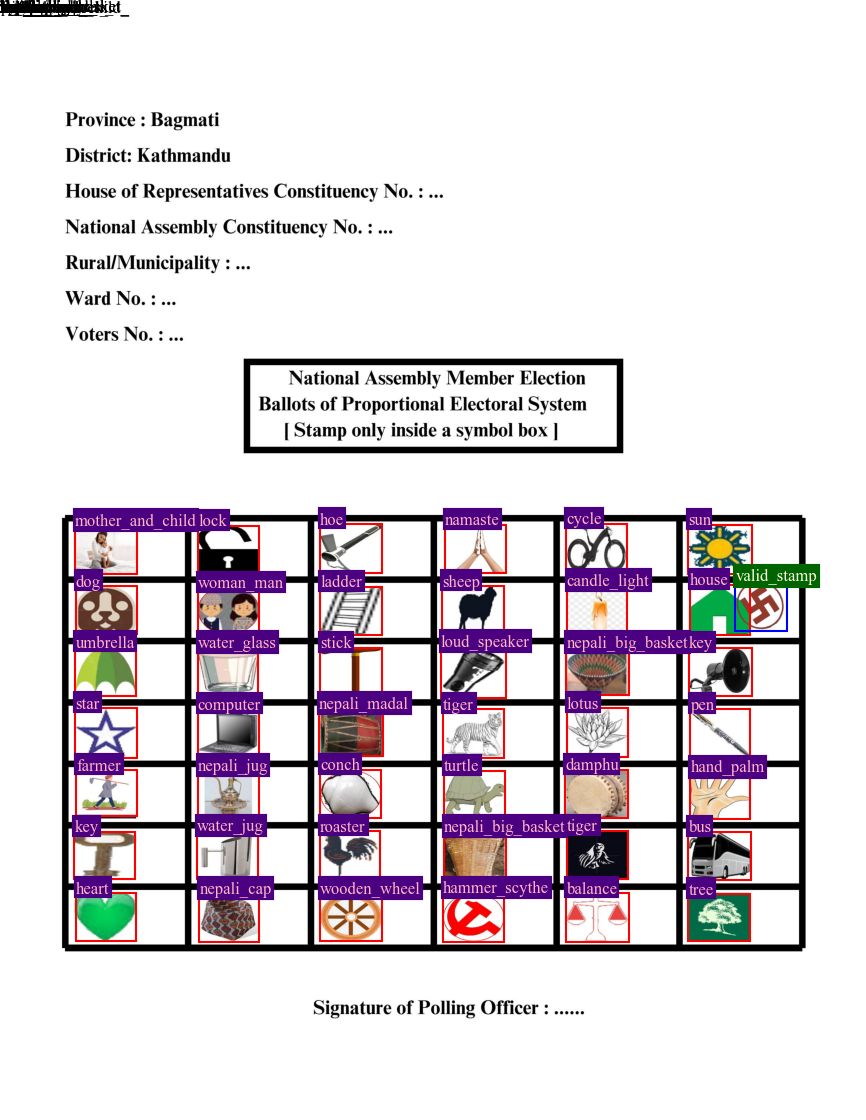 Province : Bagmati
District: Kathmandu
House of Representatives Constituency No. : ...
National Assembly Constituency No. : ...
Rural/Municipality : ...
Ward No. : ...
Voters No. : ...
National Assembly Member Election
Ballots of Proportional Electoral System
[ Stamp only inside a symbol box ]
mother_and_child lock hoe namaste cycle sun
dog woman_man ladder sheep candle_light house valid_stamp
umbrella water_glass stick loud_speaker nepali_big_basket key
star computer nepali_madal tiger lotus pen
farmer nepali_jug conch turtle damphu hand_palm
key water_jug roaster nepali_big_basket tiger bus
heart nepali_cap wooden_wheel hammer_scythe balance tree
Signature of Polling Officer : ......